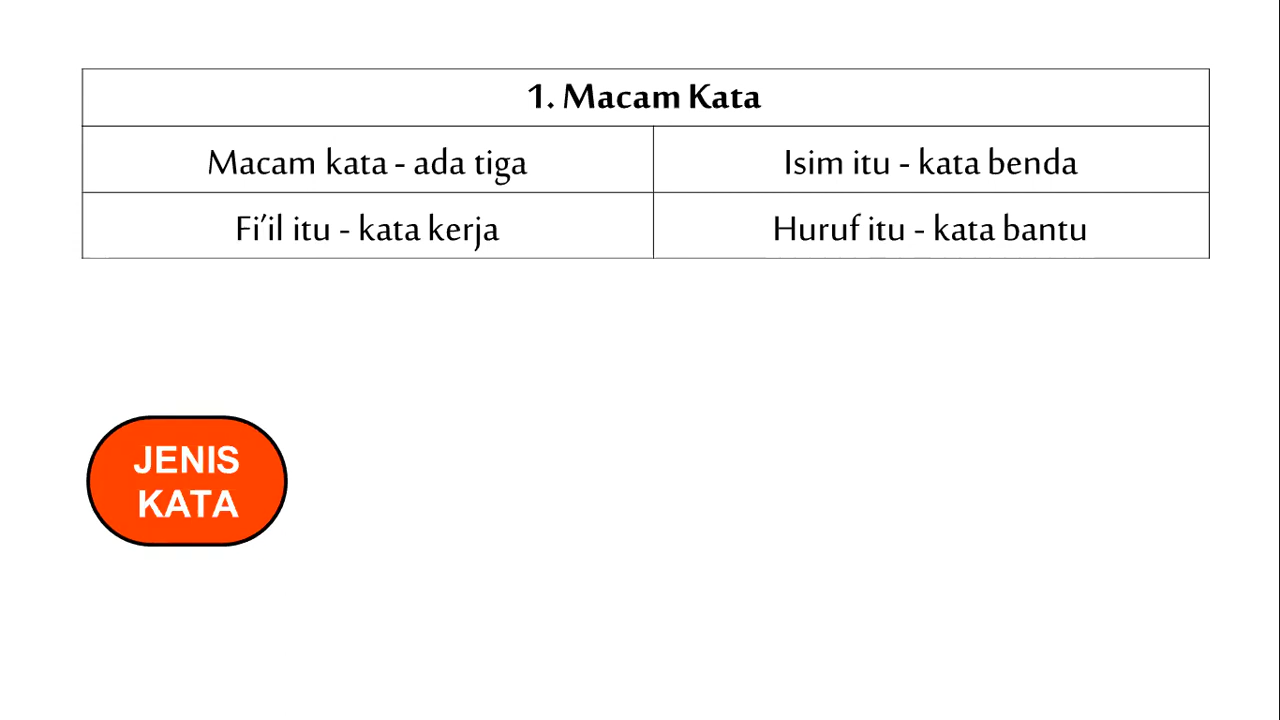 1. Macam Kata
Macam kata - ada tiga
Isim itu - kata benda
Fi’il itu - kata kerja
Huruf itu - kata bantu
JENIS
KATA